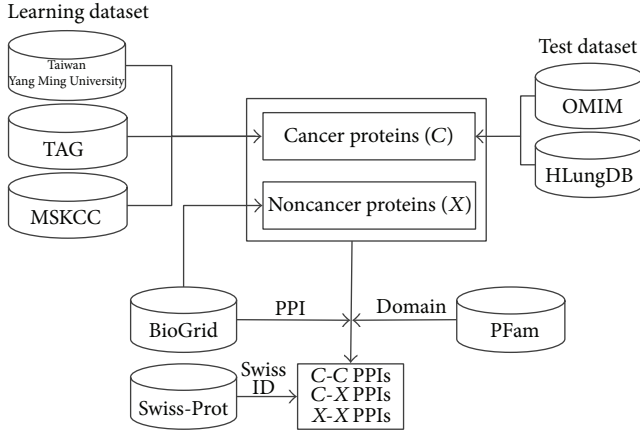 Learning dataset
Taiwan
Yang Ming University
TAG
MSKCC
Test dataset
OMIM
HLungDB
Cancer proteins (C)
Noncancer proteins (X)
BioGrid
PPI
Domain
PFam
Swiss-Prot
Swiss
ID
C-C PPIs
C-X PPIs
X-X PPIs